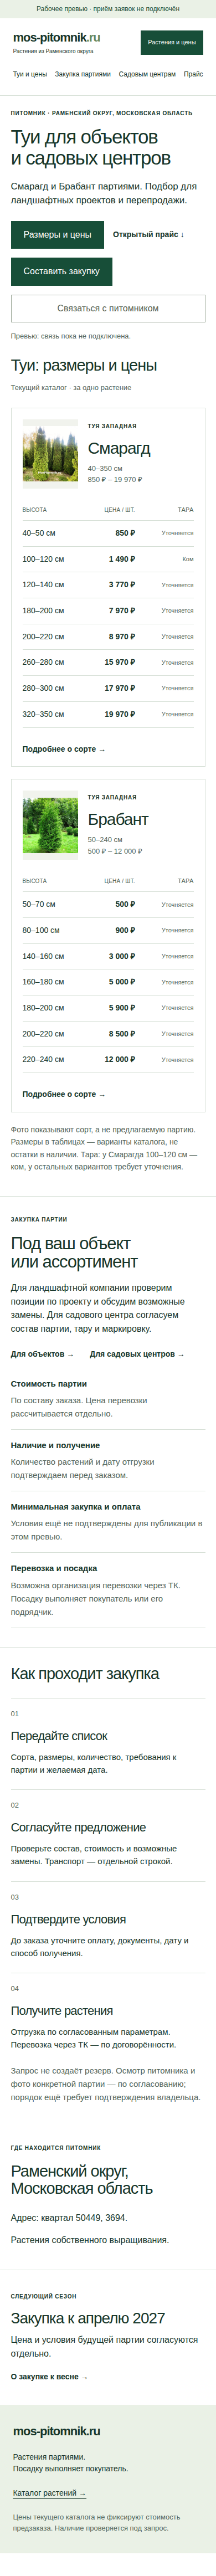 Рабочее превью · приём заявок не подключён
mos-pitomnik.ru
Растения из Раменского округа
Растения и цены
Туи и цены Закупка партиями Садовым центрам Прайс
ПИТОМНИК · РАМЕНСКИЙ ОКРУГ, МОСКОВСКАЯ ОБЛАСТЬ
Туи для объектов
и садовых центров
Смарагд и Брабант партиями. Подбор для
ландшафтных проектов и перепродажи.
Размеры и цены
Открытый прайс ↓
Составить закупку
Связаться с питомником
Превью: связь пока не подключена.
Туи: размеры и цены
Текущий каталог · за одно растение
ТУЯ ЗАПАДНАЯ
Смарагд
40–350 см
850 ₽ – 19 970 ₽
ВЫСОТА ЦЕНА / ШТ. ТАРА
40–50 см 850 ₽ Уточняется
100–120 см 1 490 ₽ Ком
120–140 см 3 770 ₽ Уточняется
180–200 см 7 970 ₽ Уточняется
200–220 см 8 970 ₽ Уточняется
260–280 см 15 970 ₽ Уточняется
280–300 см 17 970 ₽ Уточняется
320–350 см 19 970 ₽ Уточняется
Подробнее о сорте →
ТУЯ ЗАПАДНАЯ
Брабант
50–240 см
500 ₽ – 12 000 ₽
ВЫСОТА ЦЕНА / ШТ. ТАРА
50–70 см 500 ₽ Уточняется
80–100 см 900 ₽ Уточняется
140–160 см 3 000 ₽ Уточняется
160–180 см 5 000 ₽ Уточняется
180–200 см 5 900 ₽ Уточняется
200–220 см 8 500 ₽ Уточняется
220–240 см 12 000 ₽ Уточняется
Подробнее о сорте →
Фото показывают сорт, а не предлагаемую партию.
Размеры в таблицах — варианты каталога, не
остатки в наличии. Тара: у Смарагда 100–120 см —
ком, у остальных вариантов требует уточнения.
ЗАКУПКА ПАРТИИ
Под ваш объект
или ассортимент
Для ландшафтной компании проверим
позиции по проекту и обсудим возможные
замены. Для садового центра согласуем
состав партии, тару и маркировку.
Для объектов → Для садовых центров →
Стоимость партии
По составу заказа. Цена перевозки
рассчитывается отдельно.
Наличие и получение
Количество растений и дату отгрузки
подтверждаем перед заказом.
Минимальная закупка и оплата
Условия ещё не подтверждены для публикации в
этом превью.
Перевозка и посадка
Возможна организация перевозки через ТК.
Посадку выполняет покупатель или его
подрядчик.
Как проходит закупка
01
Передайте список
Сорта, размеры, количество, требования к
партии и желаемая дата.
02
Согласуйте предложение
Проверьте состав, стоимость и возможные
замены. Транспорт — отдельной строкой.
03
Подтвердите условия
До заказа уточните оплату, документы, дату и
способ получения.
04
Получите растения
Отгрузка по согласованным параметрам.
Перевозка через ТК — по договорённости.
Запрос не создаёт резерв. Осмотр питомника и
фото конкретной партии — по согласованию;
порядок ещё требует подтверждения владельца.
ГДЕ НАХОДИТСЯ ПИТОМНИК
Раменский округ,
Московская область
Адрес: квартал 50449, 3694.
Растения собственного выращивания.
СЛЕДУЮЩИЙ СЕЗОН
Закупка к апрелю 2027
Цена и условия будущей партии согласуются
отдельно.
О закупке к весне →
mos-pitomnik.ru
Растения партиями.
Посадку выполняет покупатель.
Каталог растений →
Цены текущего каталога не фиксируют стоимость
предзаказа. Наличие проверяется под запрос.